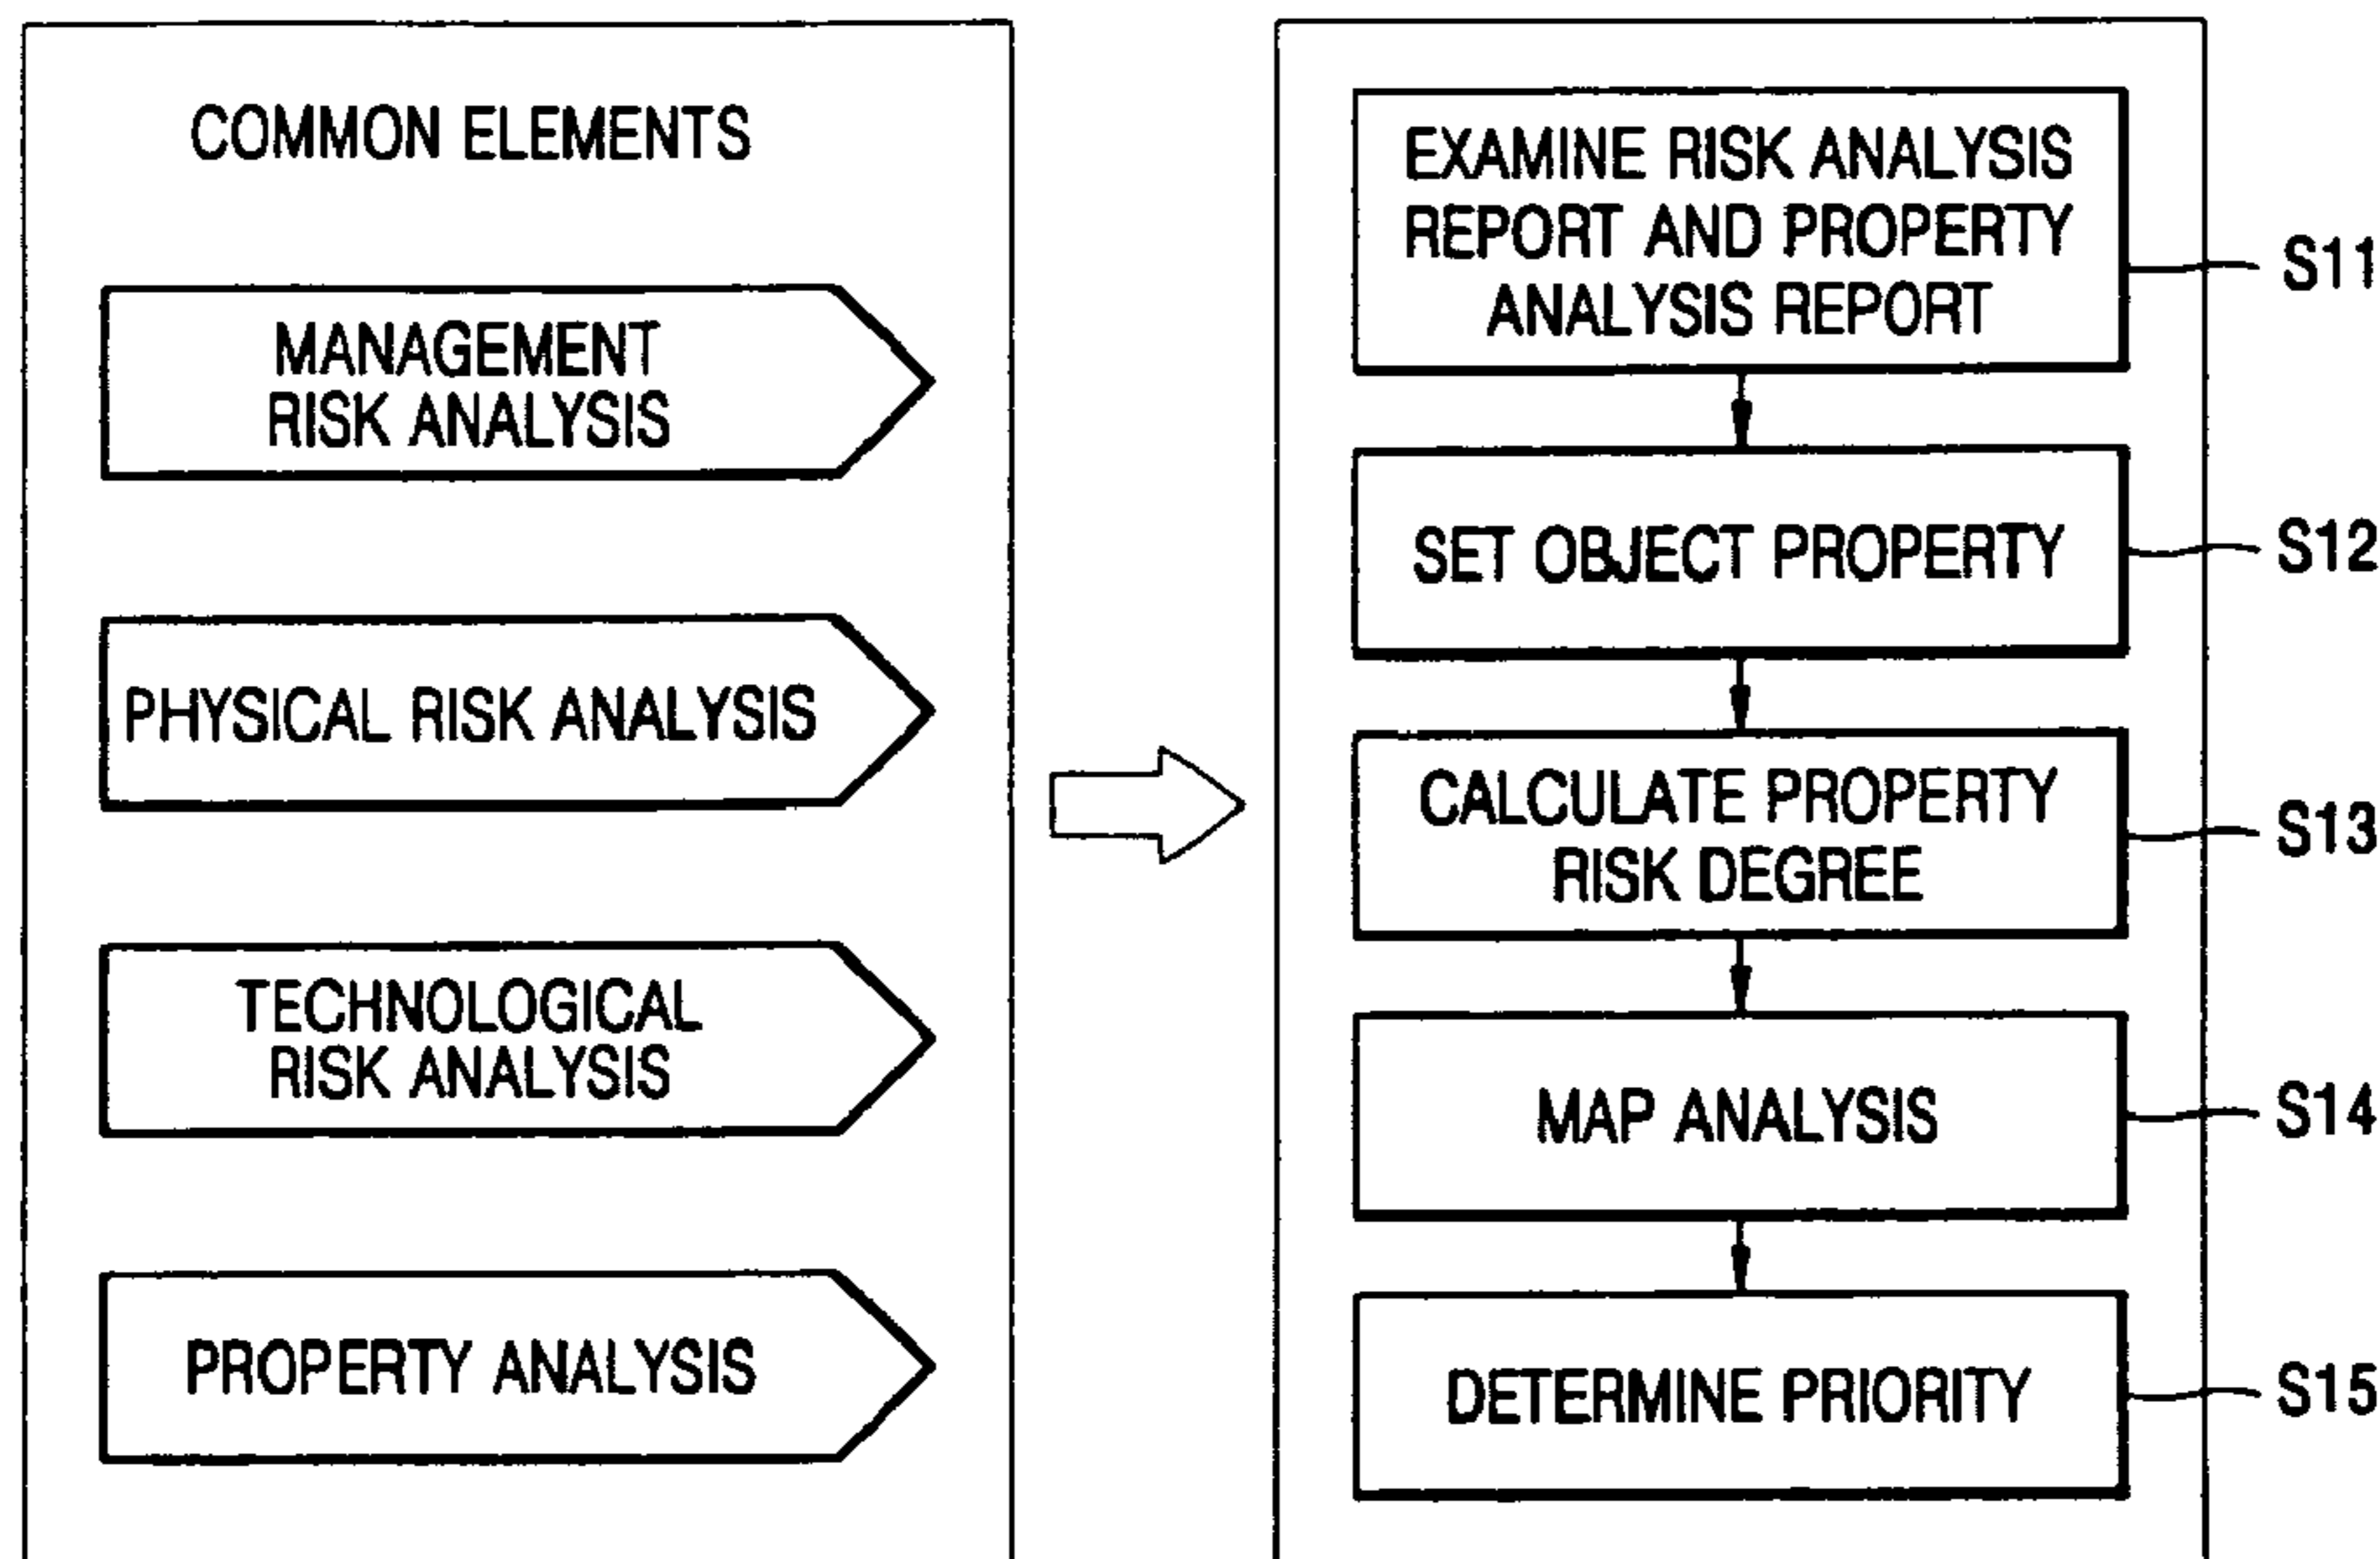 COMMON ELEMENTS
MANAGEMENT
RISK ANALYSIS
PHYSICAL RISK ANALYSIS
TECHNOLOGICAL
RISK ANALYSIS
PROPERTY ANALYSIS
EXAMINE RISK ANALYSIS
REPORT AND PROPERTY
ANALYSIS REPORT
S11
SET OBJECT PROPERTY
S12
CALCULATE PROPERTY
RISK DEGREE
S13
MAP ANALYSIS
S14
DETERMINE PRIORITY
S15